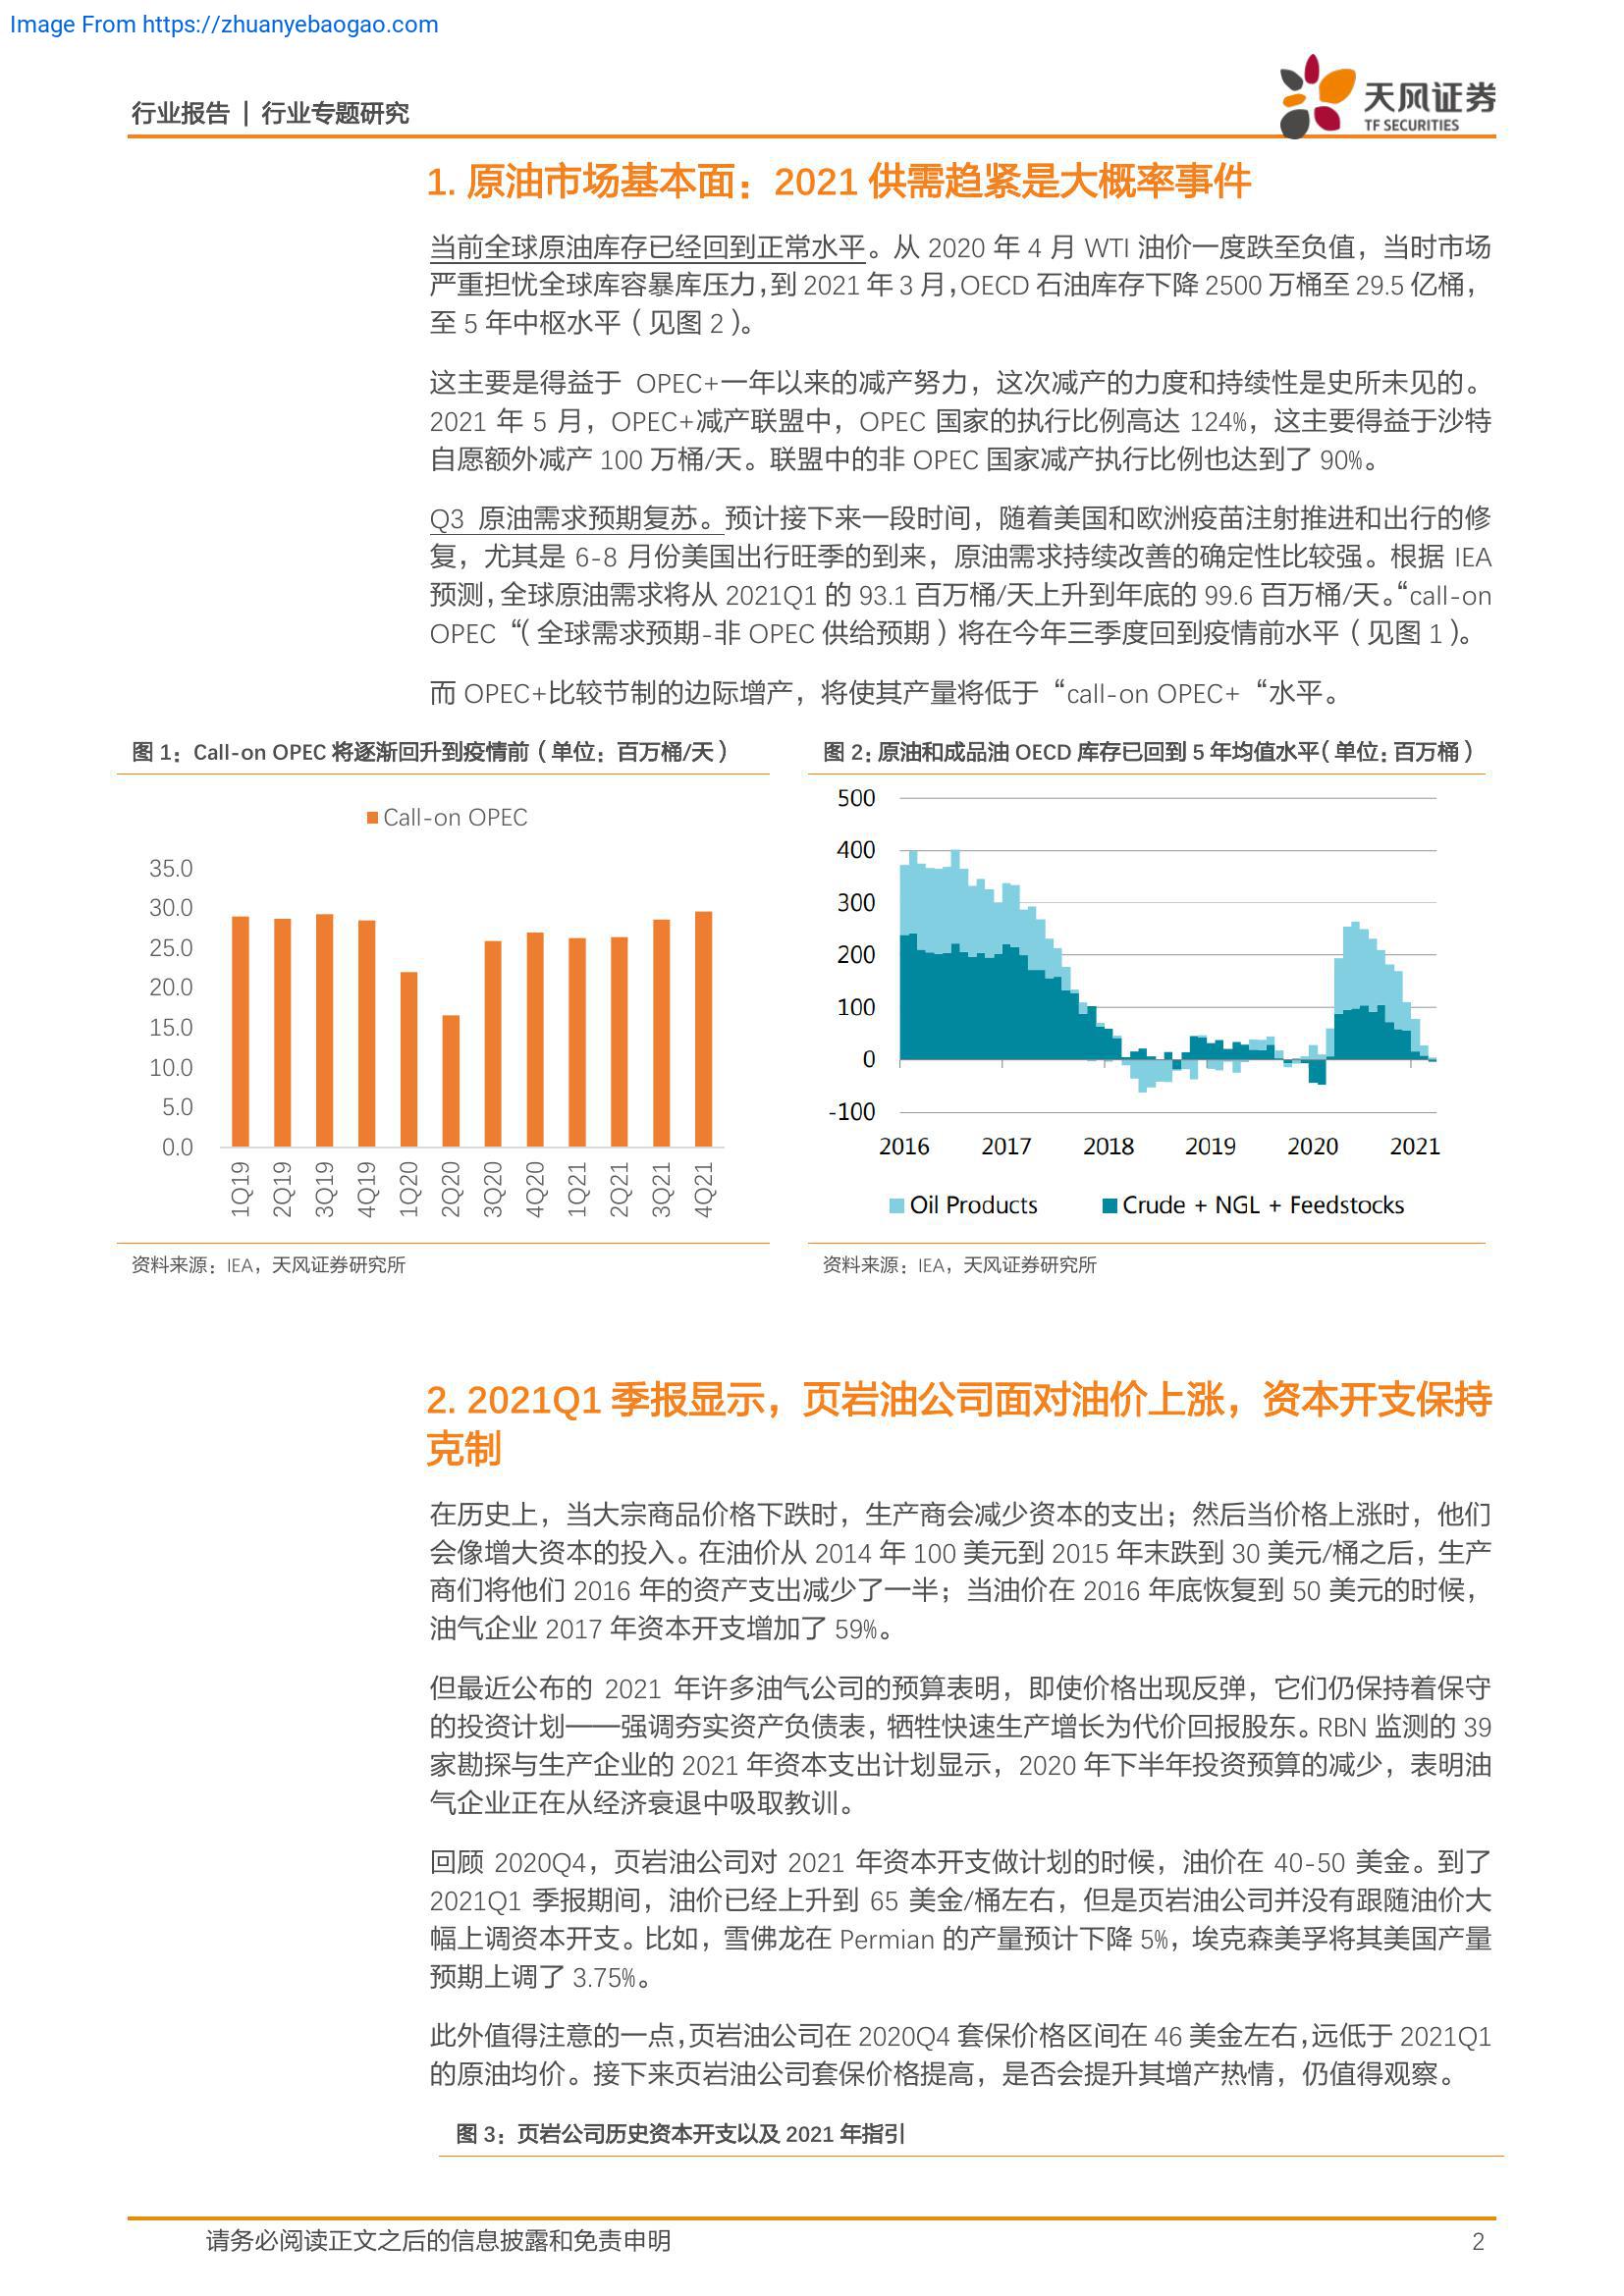 Image From https://zhuanyebaogao.com
行业报告 | 行业专题研究
天风证券
TF SECURITIES
1. 原油市场基本面：2021 供需趋紧是大概率事件
当前全球原油库存已经回到正常水平。从 2020 年 4 月 WTI 油价一度跌至负值，当时市场
严重担忧全球库容暴库压力，到 2021 年 3 月，OECD 石油库存下降 2500 万桶至 29.5 亿桶，
至 5 年中枢水平（见图 2）。
这主要是得益于 OPEC+一年以来的减产努力，这次减产的力度和持续性是史所未见的。
2021 年 5 月，OPEC+减产联盟中，OPEC 国家的执行比例高达 124%，这主要得益于沙特
自愿额外减产 100 万桶/天。联盟中的非 OPEC 国家减产执行比例也达到了 90%。
Q3 原油需求预期复苏。预计接下来一段时间，随着美国和欧洲疫苗注射推进和出行的修
复，尤其是 6-8 月份美国出行旺季的到来，原油需求持续改善的确定性比较强。根据 IEA
预测，全球原油需求将从 2021Q1 的 93.1 百万桶/天上升到年底的 99.6 百万桶/天。“call-on
OPEC “（全球需求预期-非 OPEC 供给预期）将在今年三季度回到疫情前水平（见图 1）。
而 OPEC+比较节制的边际增产，将使其产量将低于“call-on OPEC+ “水平。
图 1：Call-on OPEC 将逐渐回升到疫情前（单位：百万桶/天）
Call-on OPEC
35.0
30.0
25.0
20.0
15.0
10.0
5.0
0.0
1Q19 2Q19 3Q19 4Q19 1Q20 2Q20 3Q20 4Q20 1Q21 2Q21 3Q21 4Q21
资料来源：IEA，天风证券研究所
图 2：原油和成品油 OECD 库存已回到 5 年均值水平（单位：百万桶）
500
400
300
200
100
0
-100
2016 2017 2018 2019 2020 2021
Oil Products Crude + NGL + Feedstocks
资料来源：IEA，天风证券研究所
2. 2021Q1 季报显示，页岩油公司面对油价上涨，资本开支保持
克制
在历史上，当大宗商品价格下跌时，生产商会减少资本的支出；然后当价格上涨时，他们
会像增大资本的投入。在油价从 2014 年 100 美元到 2015 年末跌到 30 美元/桶之后，生产
商们将他们 2016 年的资产支出减少了一半；当油价在 2016 年底恢复到 50 美元的时候，
油气企业 2017 年资本开支增加了 59%。
但最近公布的 2021 年许多油气公司的预算表明，即使价格出现反弹，它们仍保持着保守
的投资计划——强调夯实资产负债表，牺牲快速生产增长为代价回报股东。RBN 监测的 39
家勘探与生产企业的 2021 年资本支出计划显示，2020 年下半年投资预算的减少，表明油
气企业正在从经济衰退中吸取教训。
回顾 2020Q4，页岩油公司对 2021 年资本开支做计划的时候，油价在 40-50 美金。到了
2021Q1 季报期间，油价已经上升到 65 美金/桶左右，但是页岩油公司并没有跟随油价大
幅上调资本开支。比如，雪佛龙在 Permian 的产量预计下降 5%，埃克森美孚将其美国产量
预期上调了 3.75%。
此外值得注意的一点，页岩油公司在 2020Q4 套保价格区间在 46 美金左右，远低于 2021Q1
的原油均价。接下来页岩油公司套保价格提高，是否会提升其增产热情，仍值得观察。
图 3：页岩公司历史资本开支以及 2021 年指引
请务必阅读正文之后的信息披露和免责申明
2